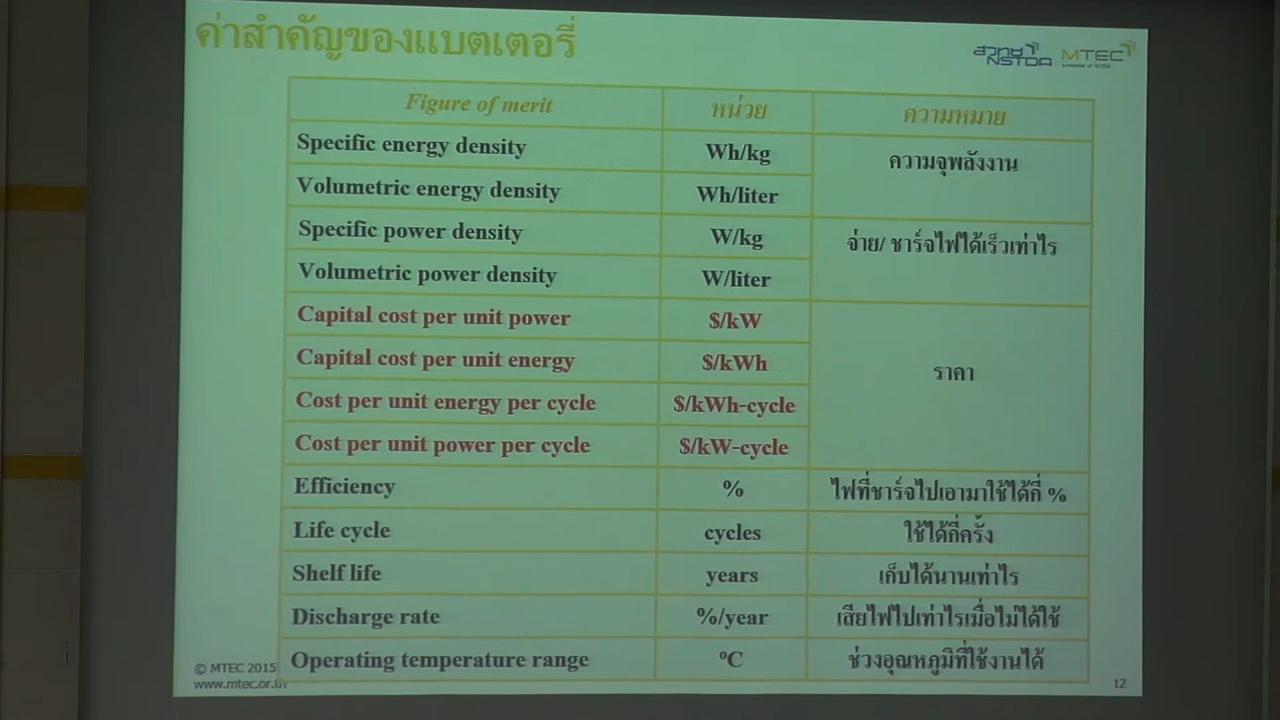 ค่าสำคัญของแบตเตอรี่
สวทช NSTDA MTEC
Figure of merit หน่วย ความหมาย
Specific energy density Wh/kg ความจุพลังงาน
Volumetric energy density Wh/liter
Specific power density W/kg จ่าย/ ชาร์จไฟได้เร็วเท่าไร
Volumetric power density W/liter
Capital cost per unit power $/kW
Capital cost per unit energy $/kWh ราคา
Cost per unit energy per cycle $/kWh-cycle
Cost per unit power per cycle $/kW-cycle
Efficiency % ไฟที่ชาร์จไปเอามาใช้ได้กี่ %
Life cycle cycles ใช้ได้กี่ครั้ง
Shelf life years เก็บได้นานเท่าไร
Discharge rate %/year เสียไฟไปเท่าไรเมื่อไม่ได้ใช้
Operating temperature range ºC ช่วงอุณหภูมิที่ใช้งานได้
© MTEC 2015
www.mtec.or.th
12